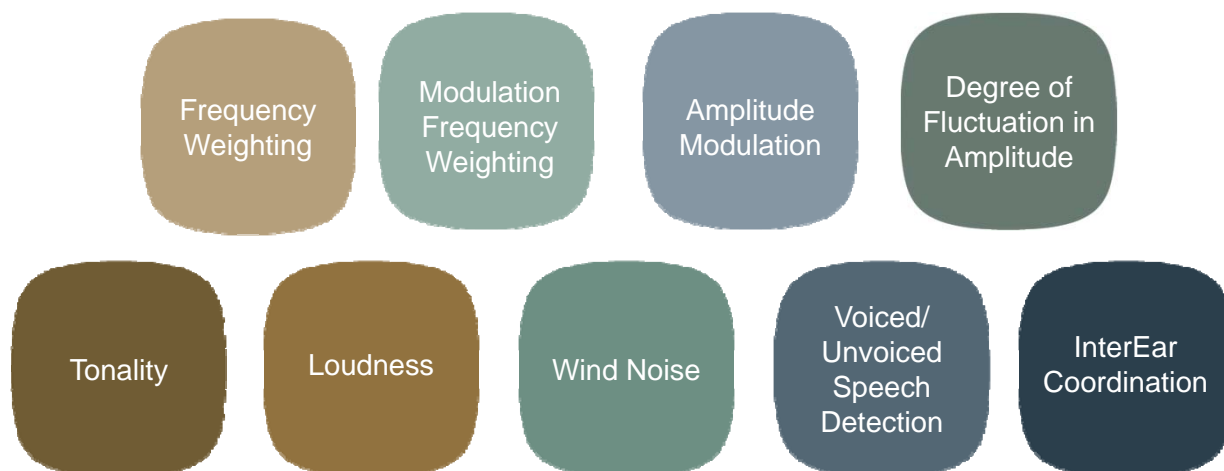 Frequency
Weighting
Modulation
Frequency
Weighting
Amplitude
Modulation
Degree of
Fluctuation in
Amplitude
Tonality
Loudness
Wind Noise
Voiced/
Unvoiced
Speech
Detection
InterEar
Coordination